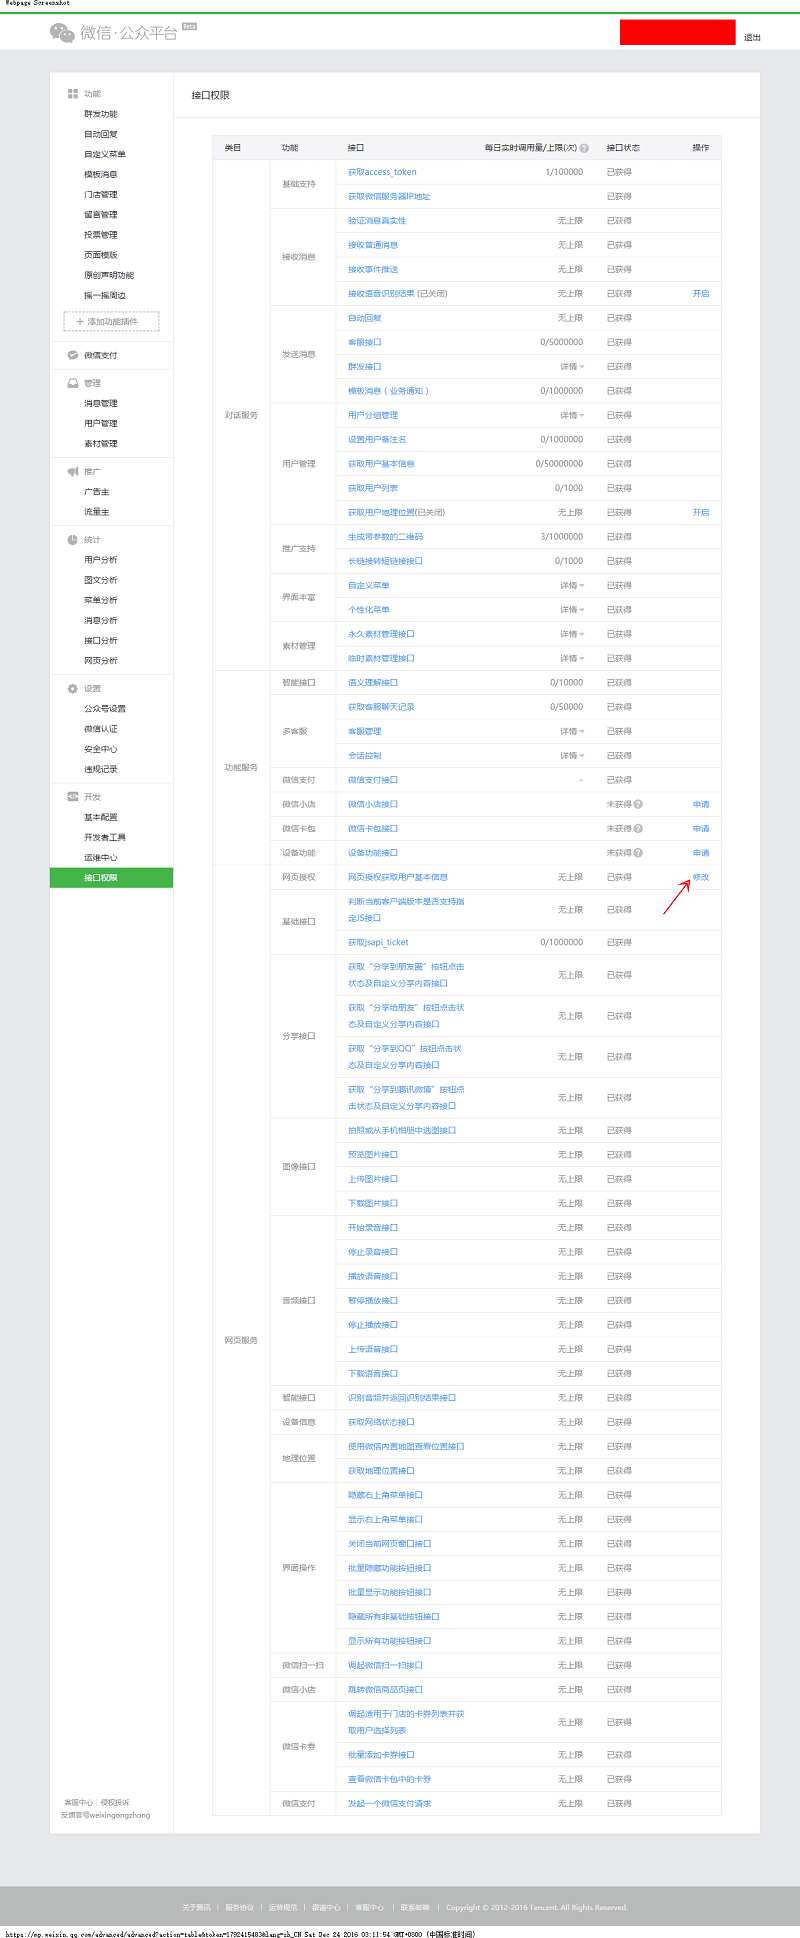 Webpage Screenshot
微信·公众平台 Beta
退出
功能
群发功能
自动回复
自定义菜单
模板消息
门店管理
留言管理
投票管理
页面模版
原创声明功能
摇一摇周边
＋ 添加功能插件
微信支付
管理
消息管理
用户管理
素材管理
推广
广告主
流量主
统计
用户分析
图文分析
菜单分析
消息分析
接口分析
网页分析
设置
公众号设置
微信认证
安全中心
违规记录
开发
基本配置
开发者工具
运维中心
接口权限
客服中心 | 侵权投诉
反馈官号weixingongzhong
接口权限
类目 功能 接口 每日实时调用量/上限(次) ? 接口状态 操作
对话服务
基础支持
获取access_token 1/100000 已获得
获取微信服务器IP地址 已获得
接收消息
验证消息真实性 无上限 已获得
接收普通消息 无上限 已获得
接收事件推送 无上限 已获得
接收语音识别结果 (已关闭) 无上限 已获得 开启
发送消息
自动回复 无上限 已获得
客服接口 0/5000000 已获得
群发接口 详情 已获得
模板消息（业务通知） 0/1000000 已获得
用户管理
用户分组管理 详情 已获得
设置用户备注名 0/1000000 已获得
获取用户基本信息 0/50000000 已获得
获取用户列表 0/1000 已获得
获取用户地理位置(已关闭) 无上限 已获得 开启
推广支持
生成带参数的二维码 3/1000000 已获得
长链接转短链接接口 0/1000 已获得
界面丰富
自定义菜单 详情 已获得
个性化菜单 详情 已获得
素材管理
永久素材管理接口 详情 已获得
临时素材管理接口 详情 已获得
功能服务
智能接口 语义理解接口 0/10000 已获得
多客服
获取客服聊天记录 0/50000 已获得
客服管理 详情 已获得
会话控制 详情 已获得
微信支付 微信支付接口 - 已获得
微信小店 微信小店接口 未获得 ? 申请
微信卡包 微信卡包接口 未获得 ? 申请
设备功能 设备功能接口 未获得 ? 申请
网页服务
网页授权 网页授权获取用户基本信息 无上限 已获得 修改
基础接口
判断当前客户端版本是否支持指
定JS接口 无上限 已获得
获取jsapi_ticket 0/1000000 已获得
分享接口
获取“分享到朋友圈”按钮点击
状态及自定义分享内容接口 无上限 已获得
获取“分享给朋友”按钮点击状
态及自定义分享内容接口 无上限 已获得
获取“分享到QQ”按钮点击状
态及自定义分享内容接口 无上限 已获得
获取“分享到腾讯微博”按钮点
击状态及自定义分享内容接口 无上限 已获得
图像接口
拍照或从手机相册中选图接口 无上限 已获得
预览图片接口 无上限 已获得
上传图片接口 无上限 已获得
下载图片接口 无上限 已获得
音频接口
开始录音接口 无上限 已获得
停止录音接口 无上限 已获得
播放语音接口 无上限 已获得
暂停播放接口 无上限 已获得
停止播放接口 无上限 已获得
上传语音接口 无上限 已获得
下载语音接口 无上限 已获得
智能接口 识别音频并返回识别结果接口 无上限 已获得
设备信息 获取网络状态接口 无上限 已获得
地理位置
使用微信内置地图查看位置接口 无上限 已获得
获取地理位置接口 无上限 已获得
界面操作
隐藏右上角菜单接口 无上限 已获得
显示右上角菜单接口 无上限 已获得
关闭当前网页窗口接口 无上限 已获得
批量隐藏功能按钮接口 无上限 已获得
批量显示功能按钮接口 无上限 已获得
隐藏所有非基础按钮接口 无上限 已获得
显示所有功能按钮接口 无上限 已获得
微信扫一扫 调起微信扫一扫接口 无上限 已获得
微信小店 跳转微信商品页接口 无上限 已获得
微信卡券
调起适用于门店的卡券列表并获
取用户选择列表 无上限 已获得
批量添加卡券接口 无上限 已获得
查看微信卡包中的卡券 无上限 已获得
微信支付 发起一个微信支付请求 无上限 已获得
关于腾讯 | 服务协议 | 运营规范 | 辟谣中心 | 客服中心 | 联系邮箱 | Copyright © 2012-2016 Tencent. All Rights Reserved.
https://mp.weixin.qq.com/advanced/advanced?action=table&token=1792415483&lang=zh_CN Sat Dec 24 2016 03:11:54 GMT+0800 (中国标准时间)